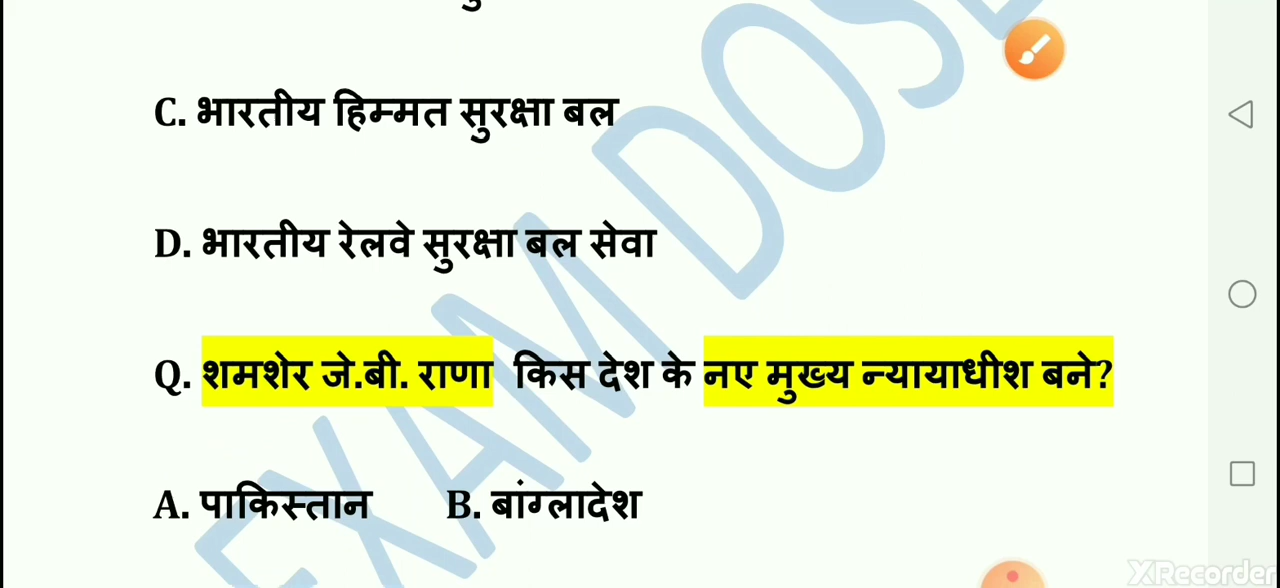 C. भारतीय हिम्मत सुरक्षा बल
D. भारतीय रेलवे सुरक्षा बल सेवा
Q. शमशेर जे.बी. राणा किस देश के नए मुख्य न्यायाधीश बने?
A. पाकिस्तान B. बांग्लादेश
EXAM DOSE
XRecorder